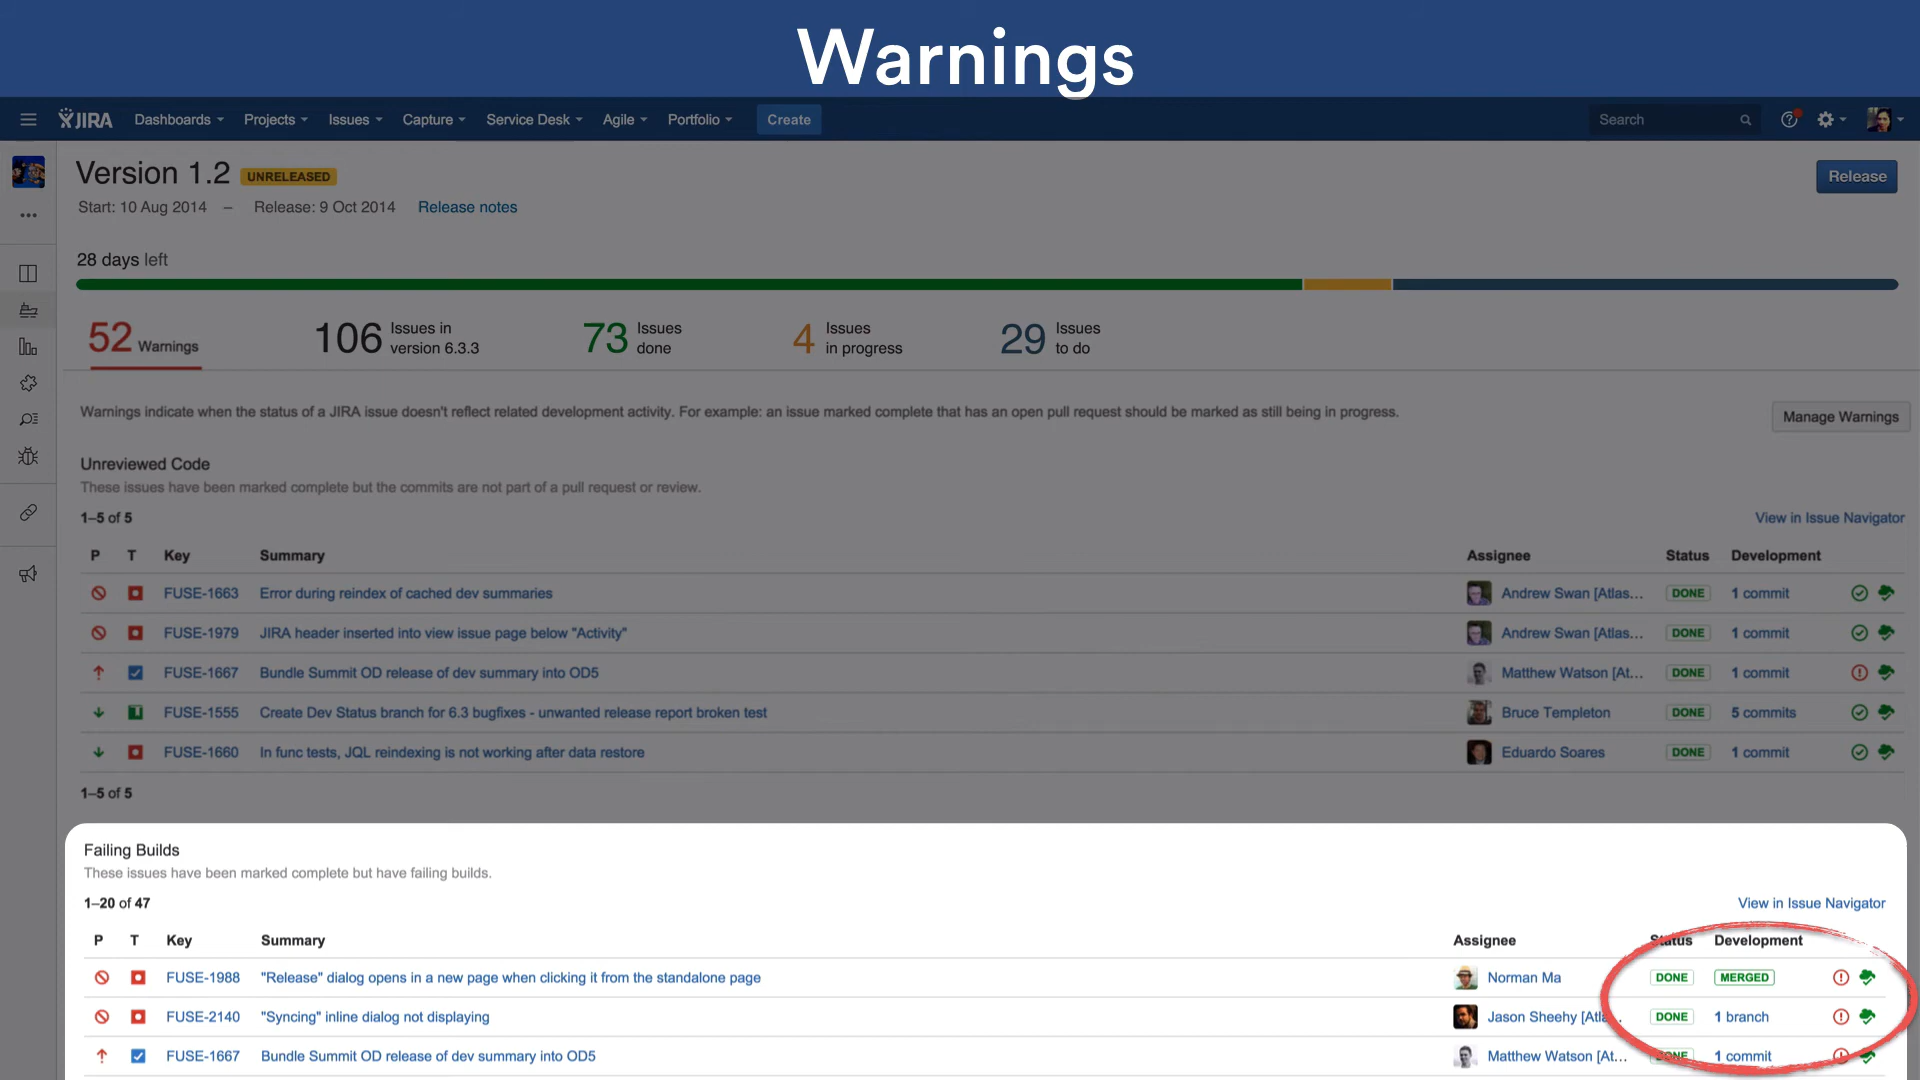 Warnings
JIRA Dashboards Projects Issues Capture Service Desk Agile Portfolio Create Search
Version 1.2 UNRELEASED Release
Start: 10 Aug 2014 – Release: 9 Oct 2014 Release notes
28 days left
52 Warnings 106 Issues in version 6.3.3 73 Issues done 4 Issues in progress 29 Issues to do
Warnings indicate when the status of a JIRA issue doesn't reflect related development activity. For example: an issue marked complete that has an open pull request should be marked as still being in progress.
Manage Warnings
Unreviewed Code
These issues have been marked complete but the commits are not part of a pull request or review.
1–5 of 5 View in Issue Navigator
P T Key Summary Assignee Status Development
FUSE-1663 Error during reindex of cached dev summaries Andrew Swan [Atlas... DONE 1 commit
FUSE-1979 JIRA header inserted into view issue page below "Activity" Andrew Swan [Atlas... DONE 1 commit
FUSE-1667 Bundle Summit OD release of dev summary into OD5 Matthew Watson [At... DONE 1 commit
FUSE-1555 Create Dev Status branch for 6.3 bugfixes - unwanted release report broken test Bruce Templeton DONE 5 commits
FUSE-1660 In func tests, JQL reindexing is not working after data restore Eduardo Soares DONE 1 commit
1–5 of 5
Failing Builds
These issues have been marked complete but have failing builds.
1–20 of 47 View in Issue Navigator
P T Key Summary Assignee Status Development
FUSE-1988 "Release" dialog opens in a new page when clicking it from the standalone page Norman Ma DONE MERGED
FUSE-2140 "Syncing" inline dialog not displaying Jason Sheehy [Atla... DONE 1 branch
FUSE-1667 Bundle Summit OD release of dev summary into OD5 Matthew Watson [At... DONE 1 commit